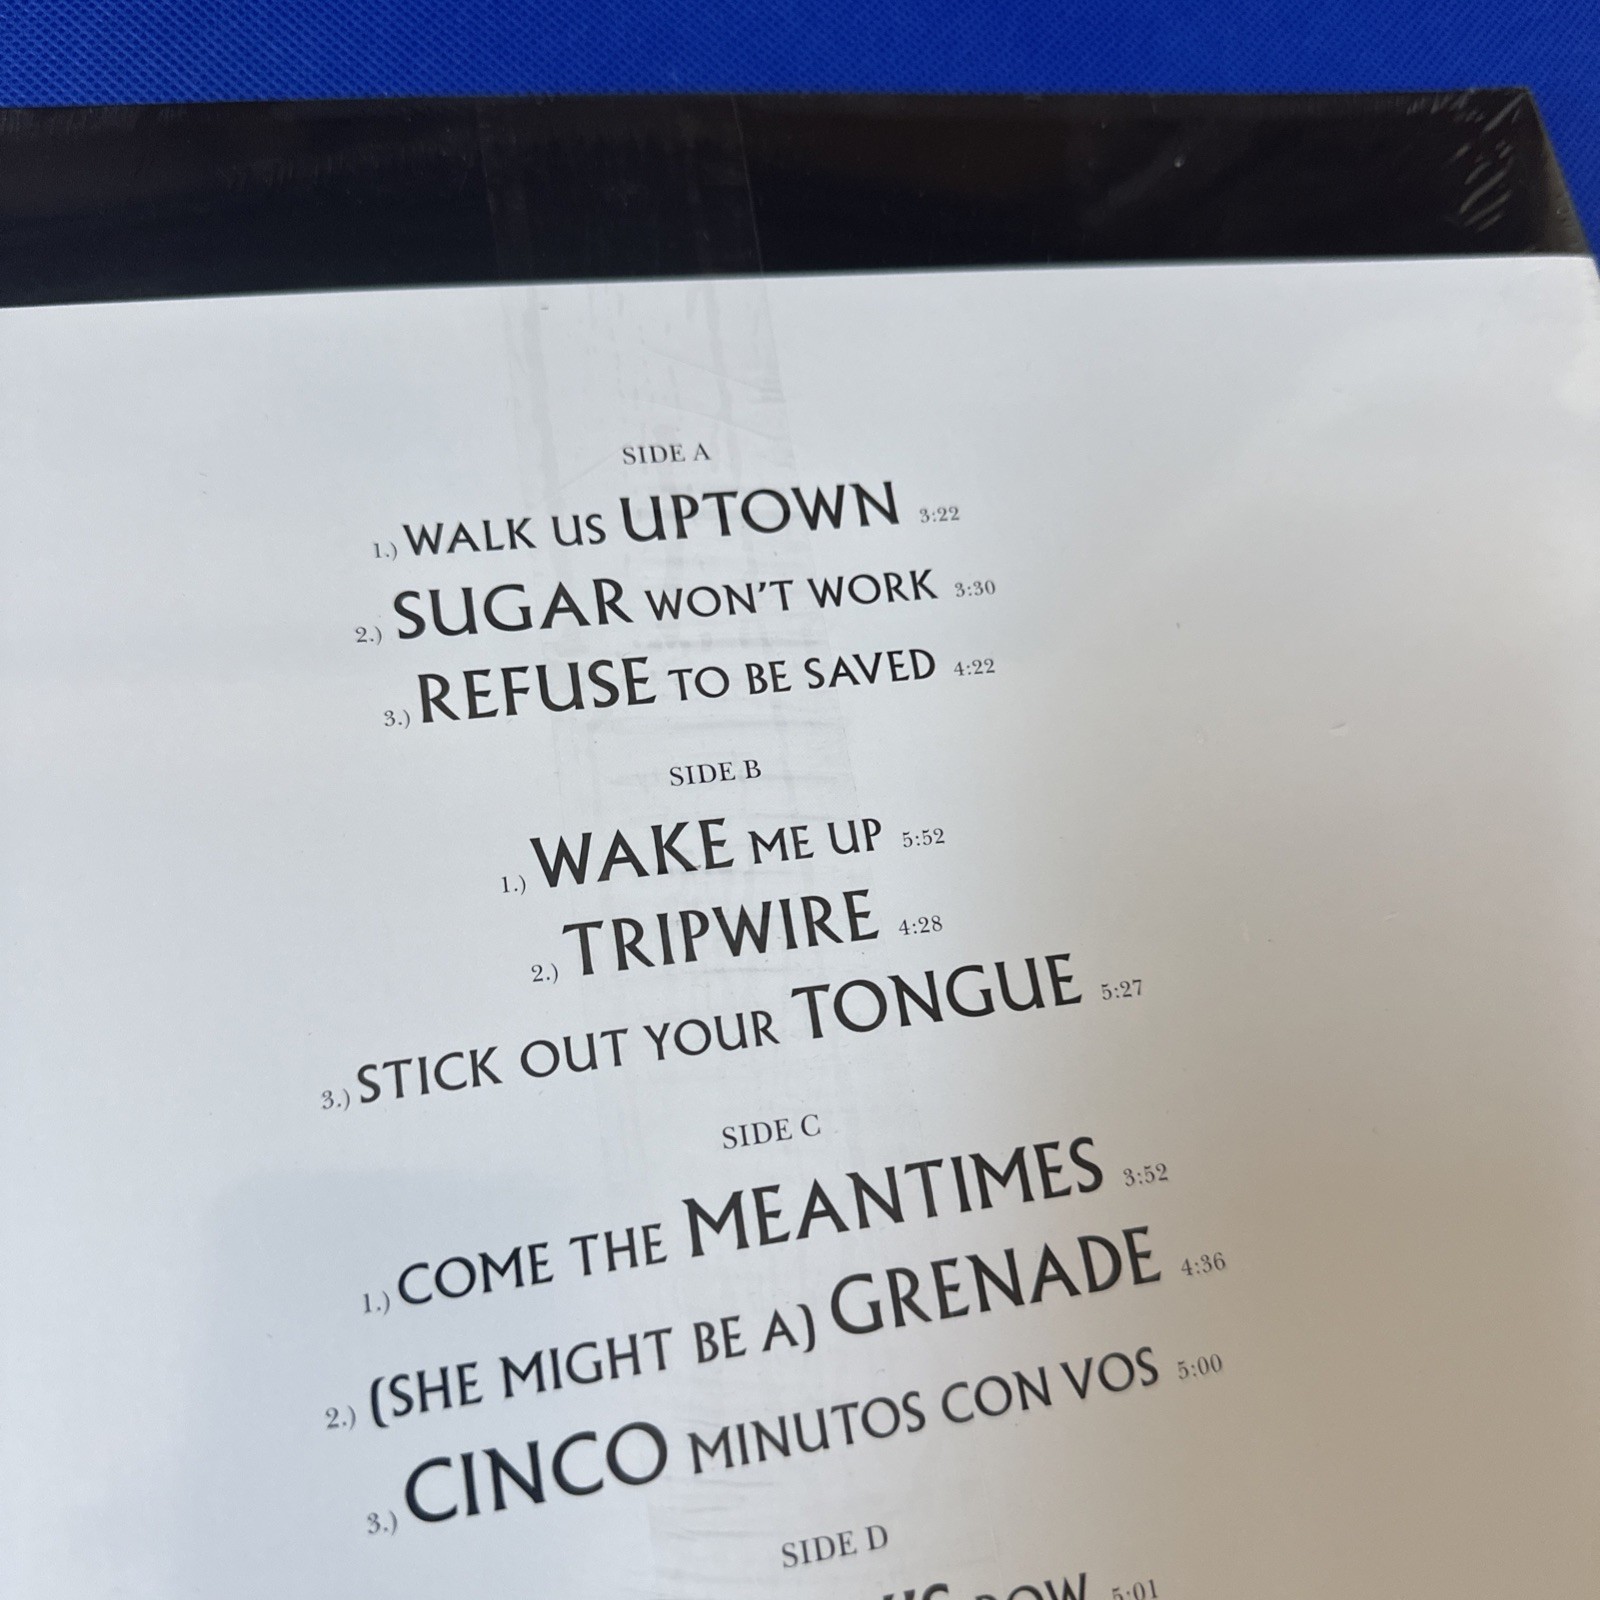 SIDE A
1.) WALK US UPTOWN 3:22
2.) SUGAR WON'T WORK 3:30
3.) REFUSE TO BE SAVED 4:22
SIDE B
1.) WAKE ME UP 5:52
2.) TRIPWIRE 4:28
3.) STICK OUT YOUR TONGUE 5:27
SIDE C
1.) COME THE MEANTIMES 3:52
2.) (SHE MIGHT BE A) GRENADE 4:36
3.) CINCO MINUTOS CON VOS 5:00
SIDE D
5:01